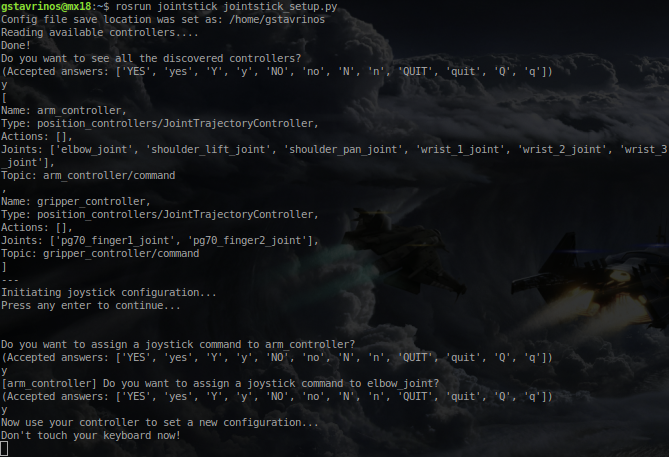 gstavrinos@mx18:~$ rosrun jointstick jointstick_setup.py
Config file save location was set as: /home/gstavrinos
Reading available controllers....
Done!
Do you want to see all the discovered controllers?
(Accepted answers: ['YES', 'yes', 'Y', 'y', 'NO', 'no', 'N', 'n', 'QUIT', 'quit', 'Q', 'q'])
y
[
Name: arm_controller,
Type: position_controllers/JointTrajectoryController,
Actions: [],
Joints: ['elbow_joint', 'shoulder_lift_joint', 'shoulder_pan_joint', 'wrist_1_joint', 'wrist_2_joint', 'wrist_3
_joint'],
Topic: arm_controller/command
,
Name: gripper_controller,
Type: position_controllers/JointTrajectoryController,
Actions: [],
Joints: ['pg70_finger1_joint', 'pg70_finger2_joint'],
Topic: gripper_controller/command
]
---
Initiating joystick configuration...
Press any enter to continue...
Do you want to assign a joystick command to arm_controller?
(Accepted answers: ['YES', 'yes', 'Y', 'y', 'NO', 'no', 'N', 'n', 'QUIT', 'quit', 'Q', 'q'])
y
[arm_controller] Do you want to assign a joystick command to elbow_joint?
(Accepted answers: ['YES', 'yes', 'Y', 'y', 'NO', 'no', 'N', 'n', 'QUIT', 'quit', 'Q', 'q'])
y
Now use your controller to set a new configuration...
Don't touch your keyboard now!